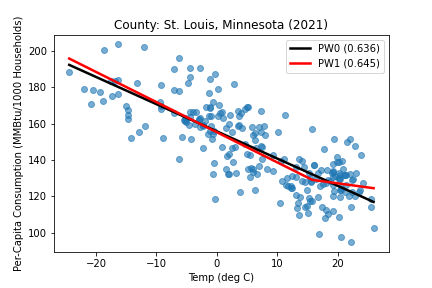 County: St. Louis, Minnesota (2021)
Per-Capita Consumption (MMBtu/1000 Households)
200
180
160
140
120
100
PW0 (0.636)
PW1 (0.645)
−20 −10 0 10 20
Temp (deg C)